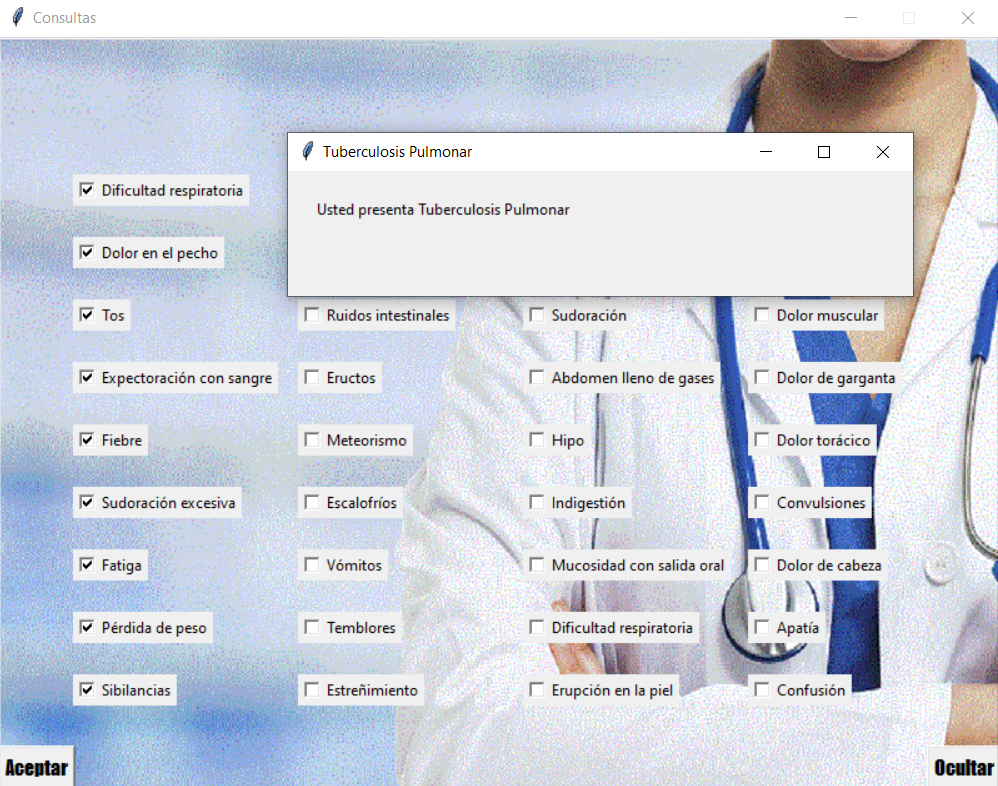 Consultas
Tuberculosis Pulmonar
Usted presenta Tuberculosis Pulmonar
Dificultad respiratoria
Dolor en el pecho
Tos
Ruidos intestinales
Sudoración
Dolor muscular
Expectoración con sangre
Eructos
Abdomen lleno de gases
Dolor de garganta
Fiebre
Meteorismo
Hipo
Dolor torácico
Sudoración excesiva
Escalofríos
Indigestión
Convulsiones
Fatiga
Vómitos
Mucosidad con salida oral
Dolor de cabeza
Pérdida de peso
Temblores
Dificultad respiratoria
Apatía
Sibilancias
Estreñimiento
Erupción en la piel
Confusión
Aceptar
Ocultar